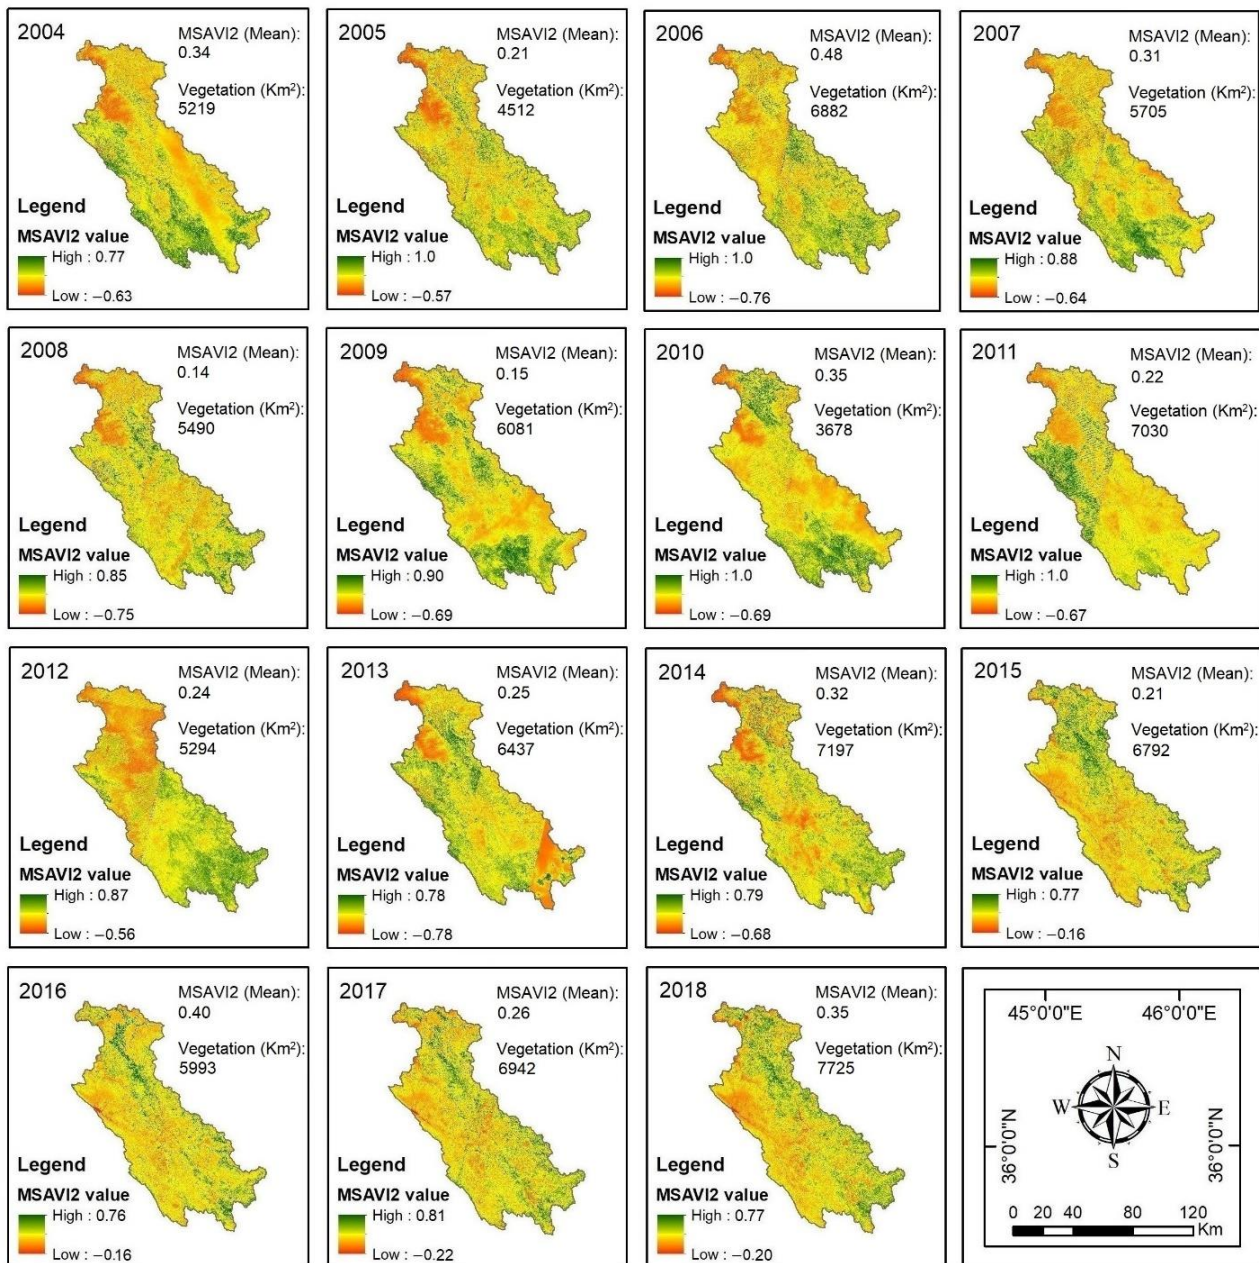 2004
MSAVI2 (Mean):
0.34
Vegetation (Km²):
5219
Legend
MSAVI2 value
High : 0.77
Low : −0.63
2005
MSAVI2 (Mean):
0.21
Vegetation (Km²):
4512
Legend
MSAVI2 value
High : 1.0
Low : −0.57
2006
MSAVI2 (Mean):
0.48
Vegetation (Km²):
6882
Legend
MSAVI2 value
High : 1.0
Low : −0.76
2007
MSAVI2 (Mean):
0.31
Vegetation (Km²):
5705
Legend
MSAVI2 value
High : 0.88
Low : −0.64
2008
MSAVI2 (Mean):
0.14
Vegetation (Km²):
5490
Legend
MSAVI2 value
High : 0.85
Low : −0.75
2009
MSAVI2 (Mean):
0.15
Vegetation (Km²):
6081
Legend
MSAVI2 value
High : 0.90
Low : −0.69
2010
MSAVI2 (Mean):
0.35
Vegetation (Km²):
3678
Legend
MSAVI2 value
High : 1.0
Low : −0.69
2011
MSAVI2 (Mean):
0.22
Vegetation (Km²):
7030
Legend
MSAVI2 value
High : 1.0
Low : −0.67
2012
MSAVI2 (Mean):
0.24
Vegetation (Km²):
5294
Legend
MSAVI2 value
High : 0.87
Low : −0.56
2013
MSAVI2 (Mean):
0.25
Vegetation (Km²):
6437
Legend
MSAVI2 value
High : 0.78
Low : −0.78
2014
MSAVI2 (Mean):
0.32
Vegetation (Km²):
7197
Legend
MSAVI2 value
High : 0.79
Low : −0.68
2015
MSAVI2 (Mean):
0.21
Vegetation (Km²):
6792
Legend
MSAVI2 value
High : 0.77
Low : −0.16
2016
MSAVI2 (Mean):
0.40
Vegetation (Km²):
5993
Legend
MSAVI2 value
High : 0.76
Low : −0.16
2017
MSAVI2 (Mean):
0.26
Vegetation (Km²):
6942
Legend
MSAVI2 value
High : 0.81
Low : −0.22
2018
MSAVI2 (Mean):
0.35
Vegetation (Km²):
7725
Legend
MSAVI2 value
High : 0.77
Low : −0.20
45°0'0"E 46°0'0"E
N
W E
S
36°0'0"N 36°0'0"N
0 20 40 80 120
Km